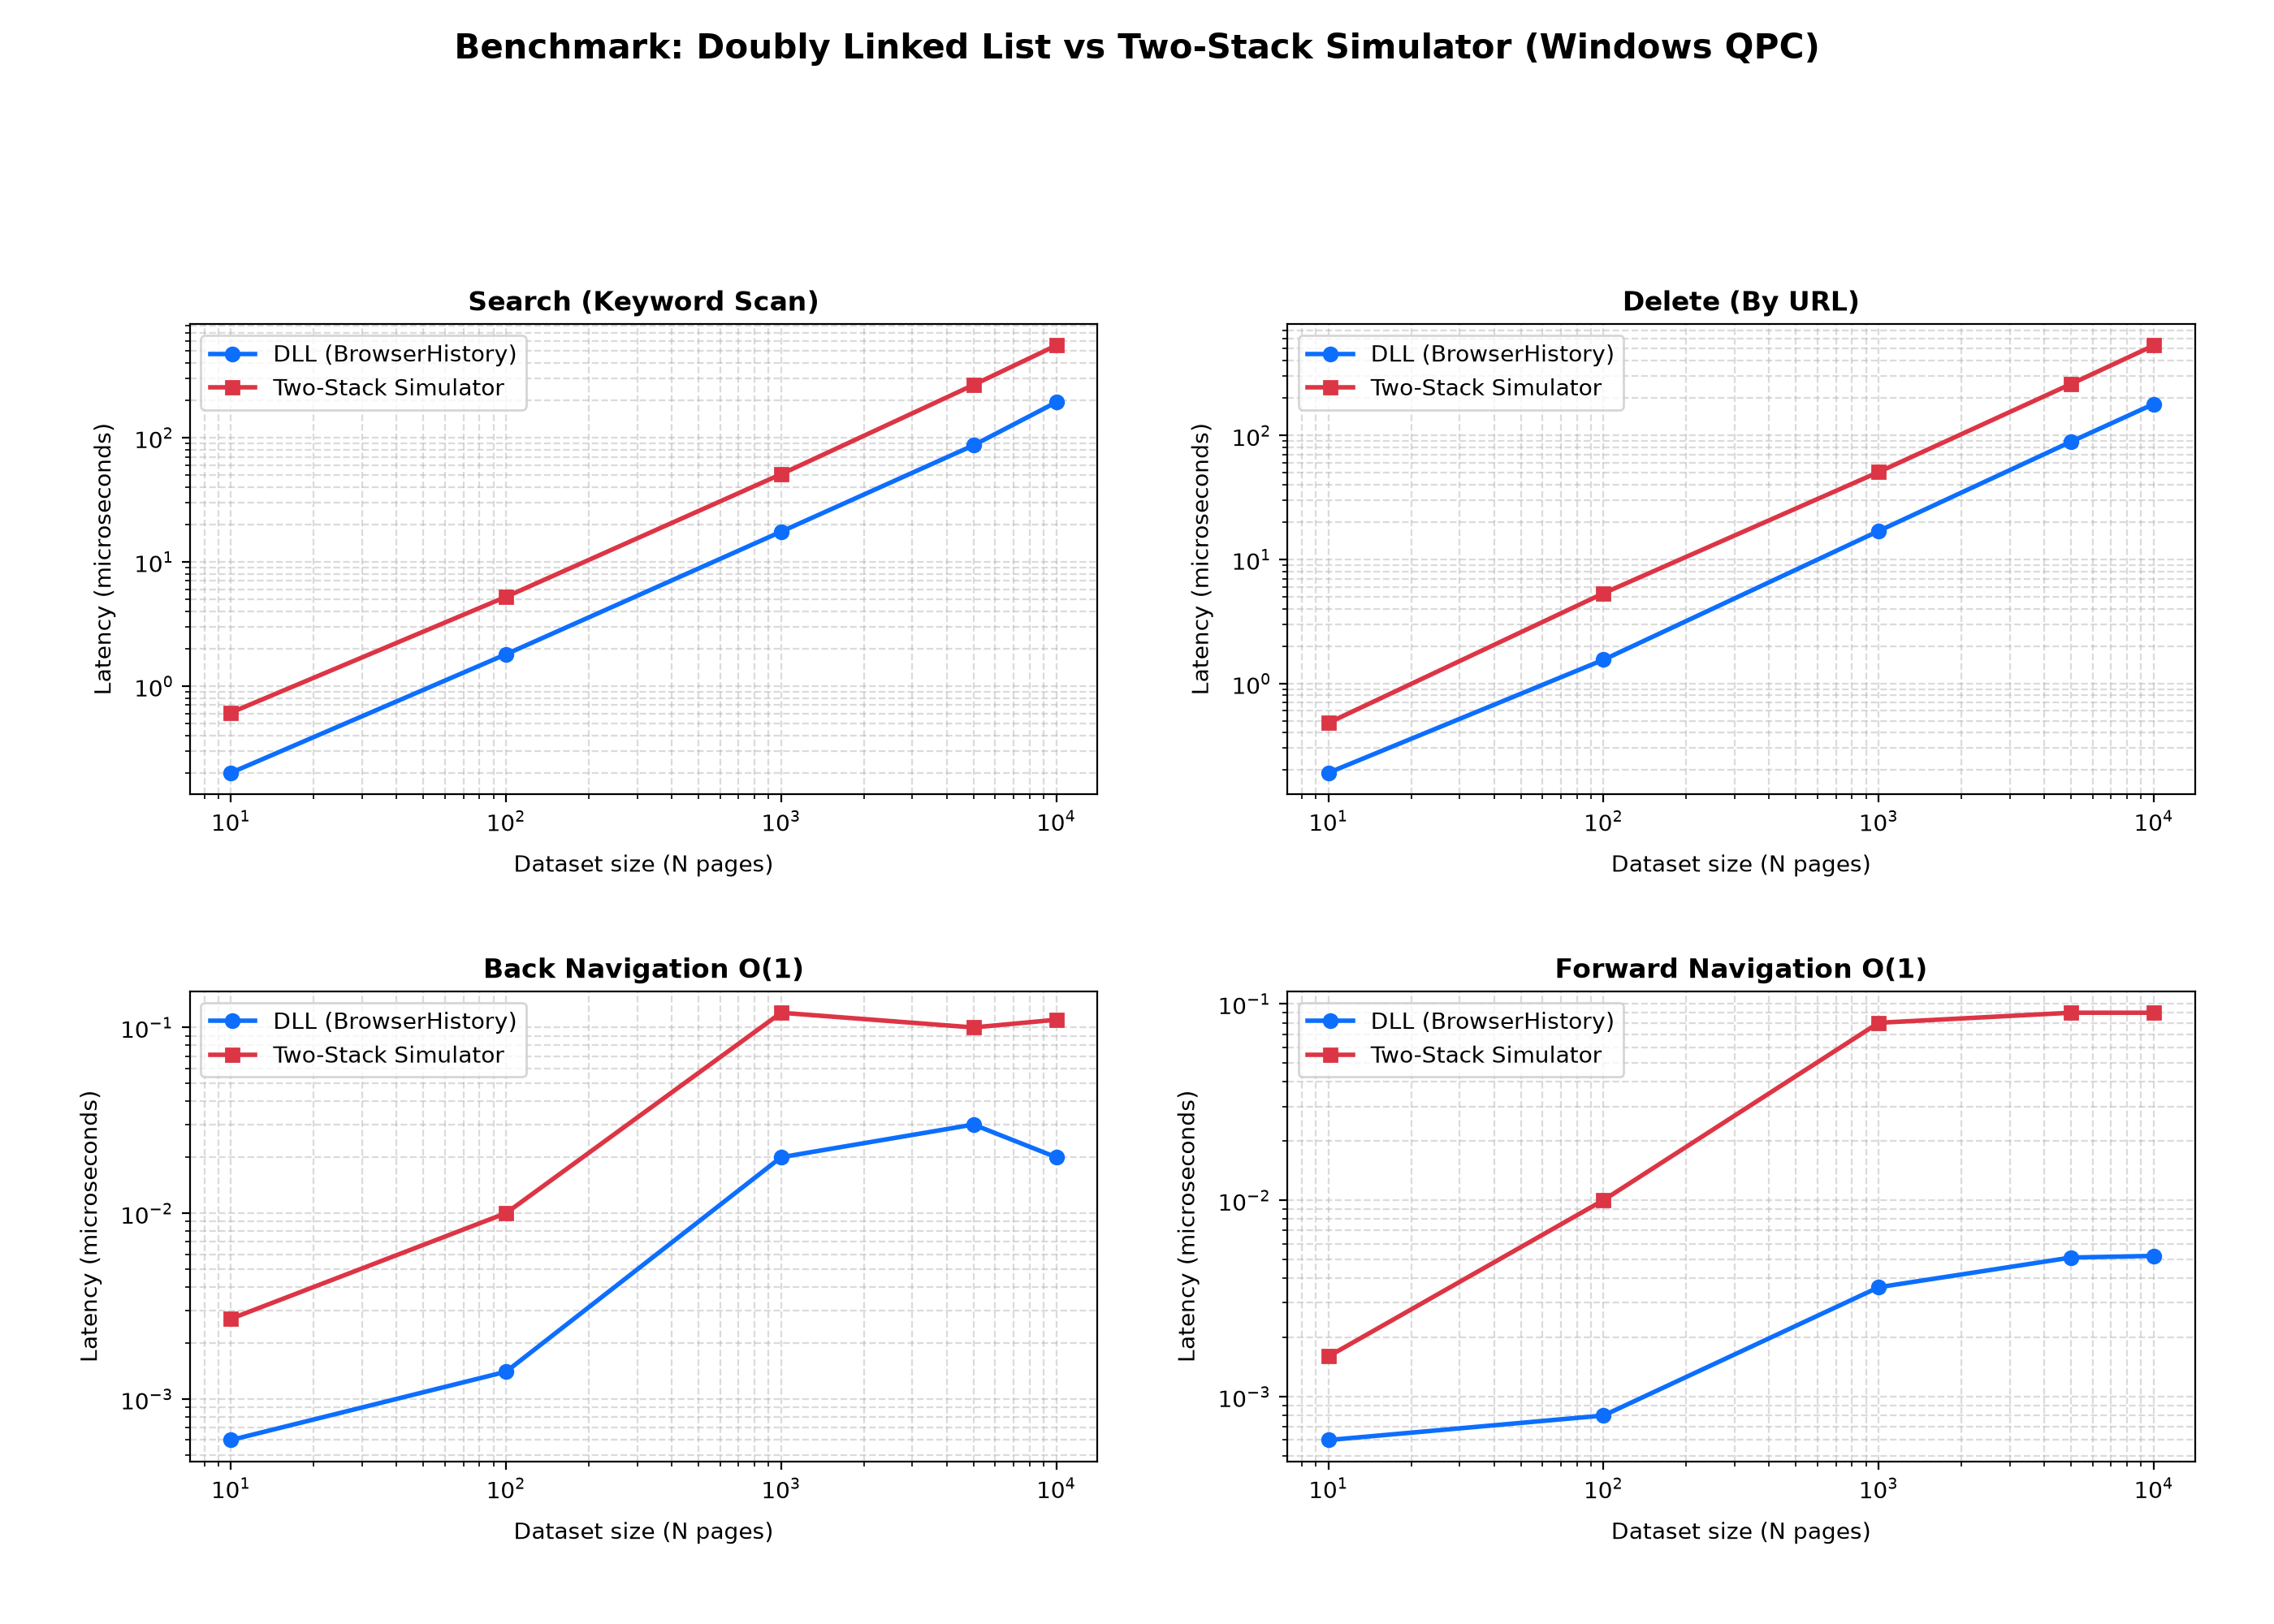 Benchmark: Doubly Linked List vs Two-Stack Simulator (Windows QPC)
Search (Keyword Scan)
DLL (BrowserHistory)
Two-Stack Simulator
Latency (microseconds)
10²
10¹
10⁰
10¹ 10² 10³ 10⁴
Dataset size (N pages)
Delete (By URL)
DLL (BrowserHistory)
Two-Stack Simulator
Latency (microseconds)
10²
10¹
10⁰
10¹ 10² 10³ 10⁴
Dataset size (N pages)
Back Navigation O(1)
DLL (BrowserHistory)
Two-Stack Simulator
Latency (microseconds)
10⁻¹
10⁻²
10⁻³
10¹ 10² 10³ 10⁴
Dataset size (N pages)
Forward Navigation O(1)
DLL (BrowserHistory)
Two-Stack Simulator
Latency (microseconds)
10⁻¹
10⁻²
10⁻³
10¹ 10² 10³ 10⁴
Dataset size (N pages)